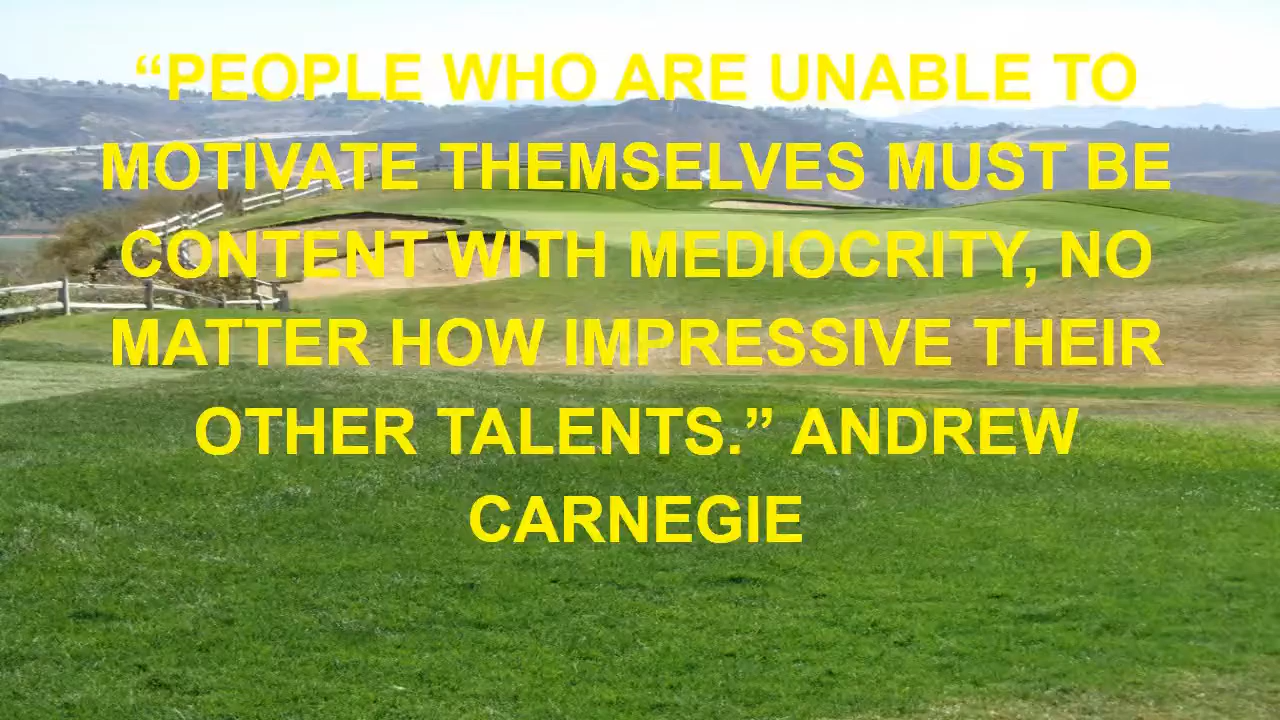 “PEOPLE WHO ARE UNABLE TO
MOTIVATE THEMSELVES MUST BE
CONTENT WITH MEDIOCRITY, NO
MATTER HOW IMPRESSIVE THEIR
OTHER TALENTS.” ANDREW
CARNEGIE